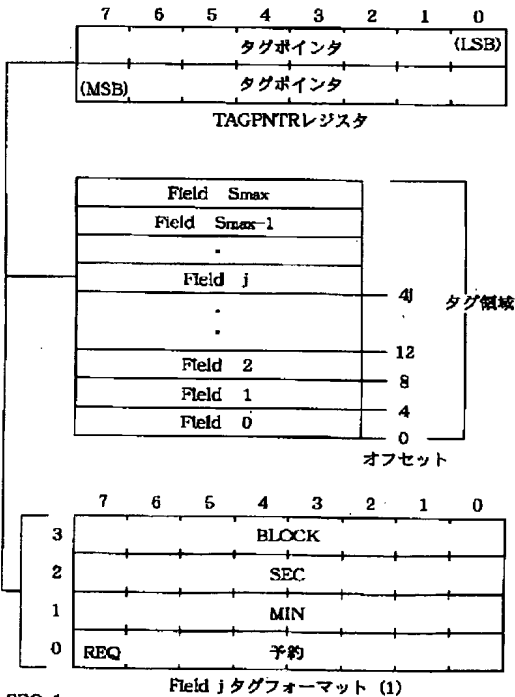 7 6 5 4 3 2 1 0
タグポインタ (LSB)
(MSB) タグポインタ
TAGPNTRレジスタ
Field Smax
Field Smax-1
Field j
4j
タグ領域
12
Field 2
8
Field 1
4
Field 0
0
オフセット
7 6 5 4 3 2 1 0
3 BLOCK
2 SEC
1 MIN
0 REQ 予約
Field jタグフォーマット (1)